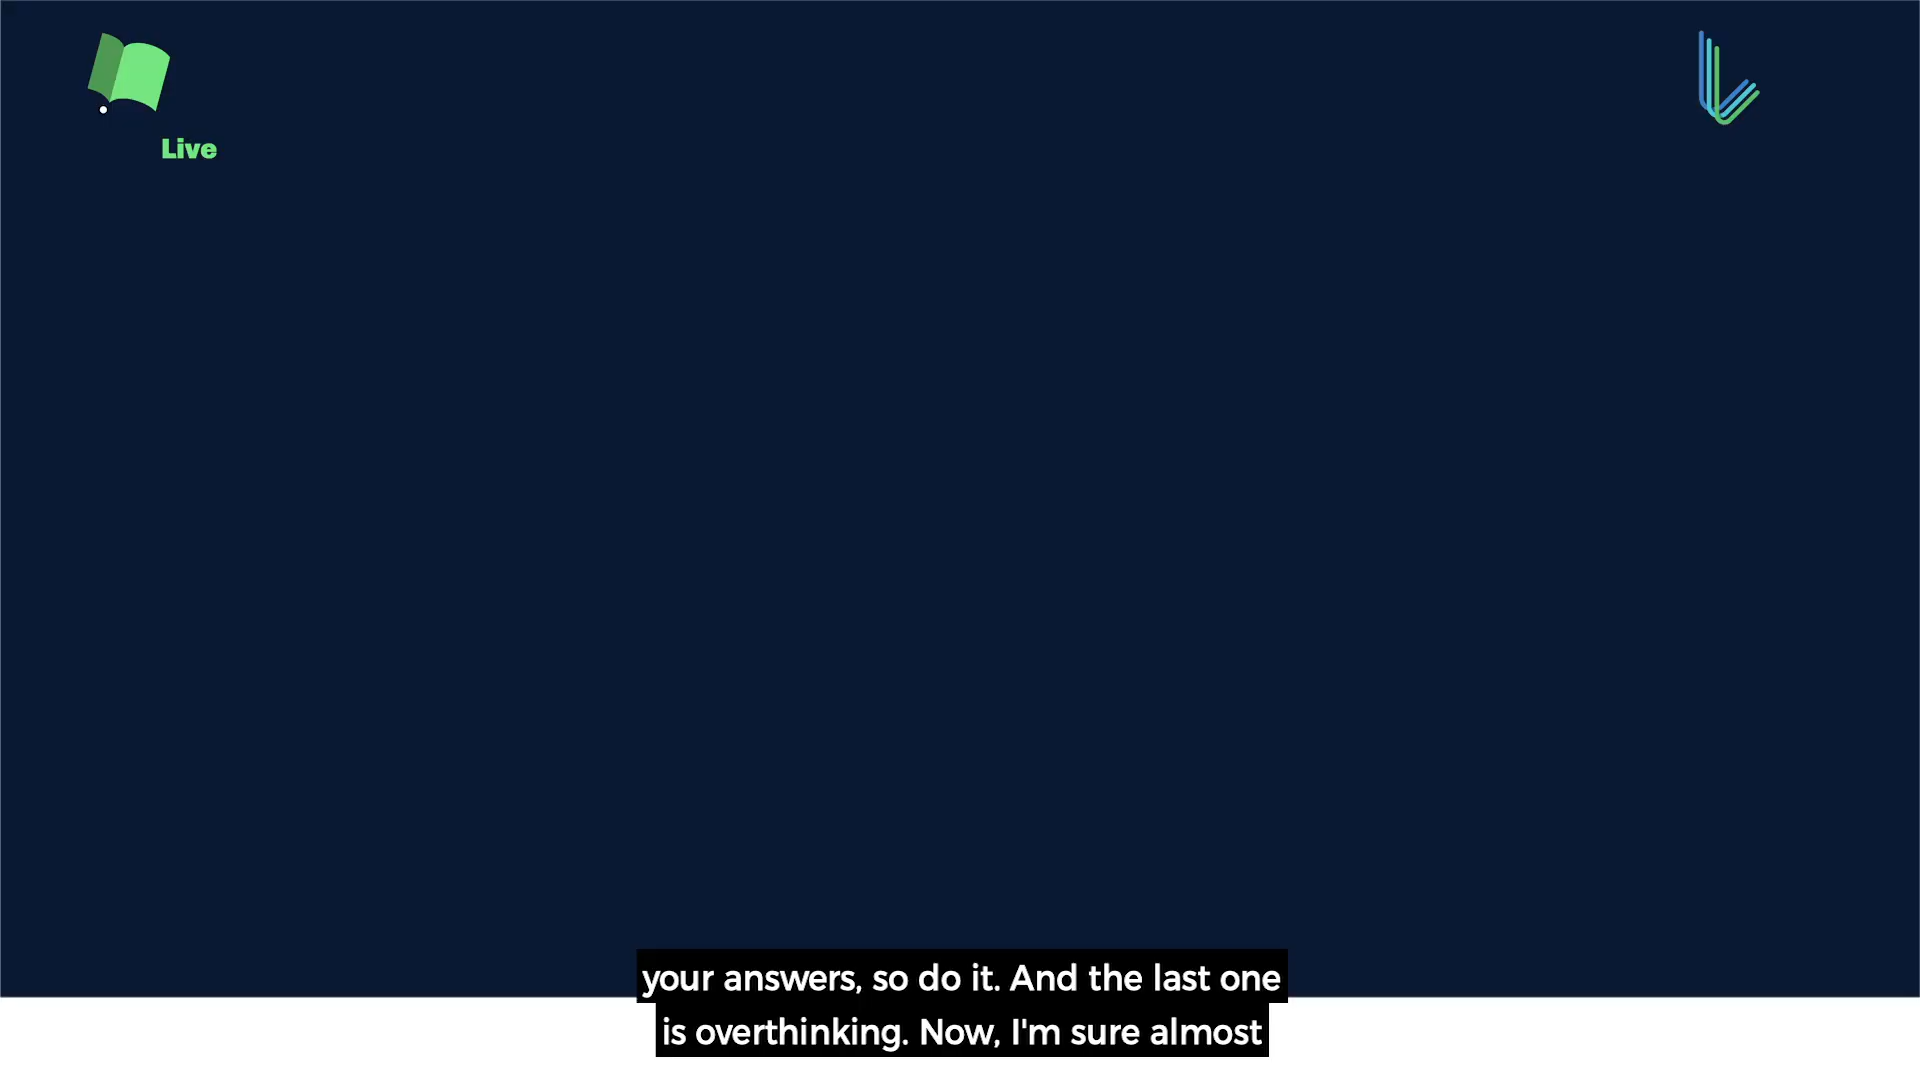 Live
your answers, so do it. And the last one
is overthinking. Now, I'm sure almost